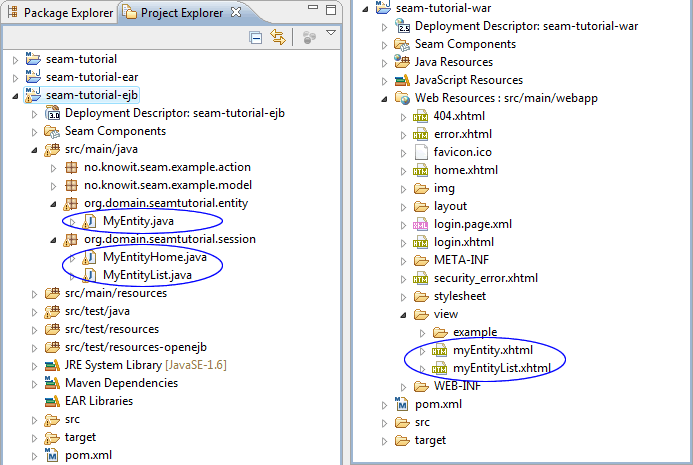 Package Explorer
Project Explorer
seam-tutorial
seam-tutorial-ear
seam-tutorial-ejb
3.0 Deployment Descriptor: seam-tutorial-ejb
Seam Components
src/main/java
no.knowit.seam.example.action
no.knowit.seam.example.model
org.domain.seamtutorial.entity
MyEntity.java
org.domain.seamtutorial.session
MyEntityHome.java
MyEntityList.java
src/main/resources
src/test/java
src/test/resources
src/test/resources-openejb
JRE System Library [JavaSE-1.6]
Maven Dependencies
EAR Libraries
src
target
pom.xml
seam-tutorial-war
Deployment Descriptor: seam-tutorial-war
Seam Components
Java Resources
JavaScript Resources
Web Resources : src/main/webapp
404.xhtml
error.xhtml
favicon.ico
home.xhtml
img
layout
login.page.xml
login.xhtml
META-INF
security_error.xhtml
stylesheet
view
example
myEntity.xhtml
myEntityList.xhtml
WEB-INF
pom.xml
src
target